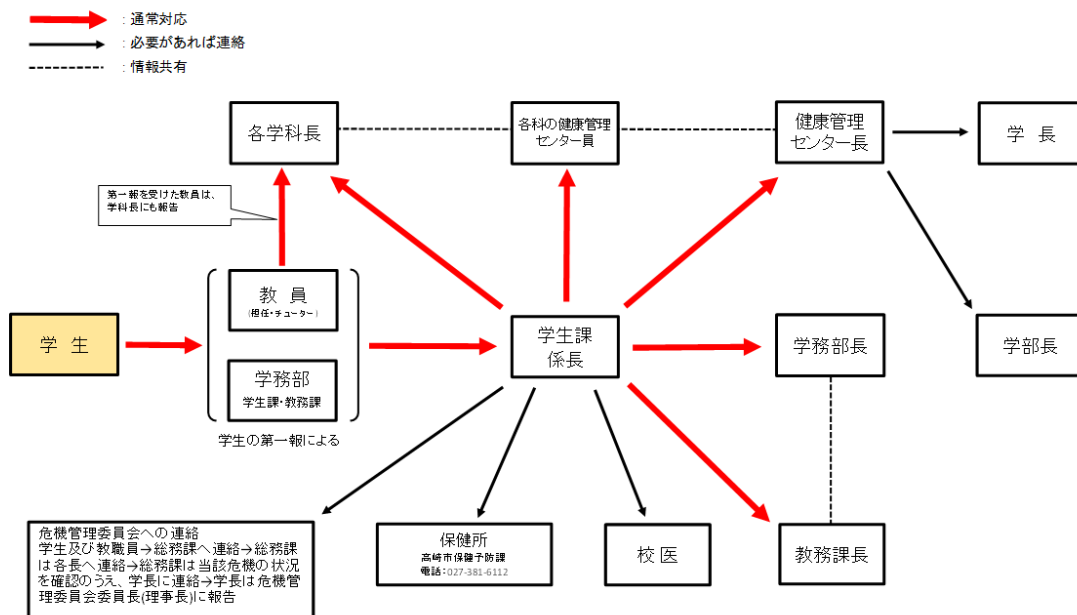 ：通常対応
：必要があれば連絡
：情報共有
各学科長
各科の健康管理
センター員
健康管理
センター長
学 長
第一報を受けた教員は、
学科長にも報告
教 員
(担任・チューター)
学 生
学生課
係長
学務部長
学部長
学務部
学生課・教務課
学生の第一報による
危機管理委員会への連絡
学生及び教職員→総務課へ連絡→総務課
は各長へ連絡→総務課は当該危機の状況
を確認のうえ、学長に連絡→学長は危機管
理委員会委員長(理事長)に報告
保健所
高崎市保健予防課
電話：027-381-6112
校医
教務課長